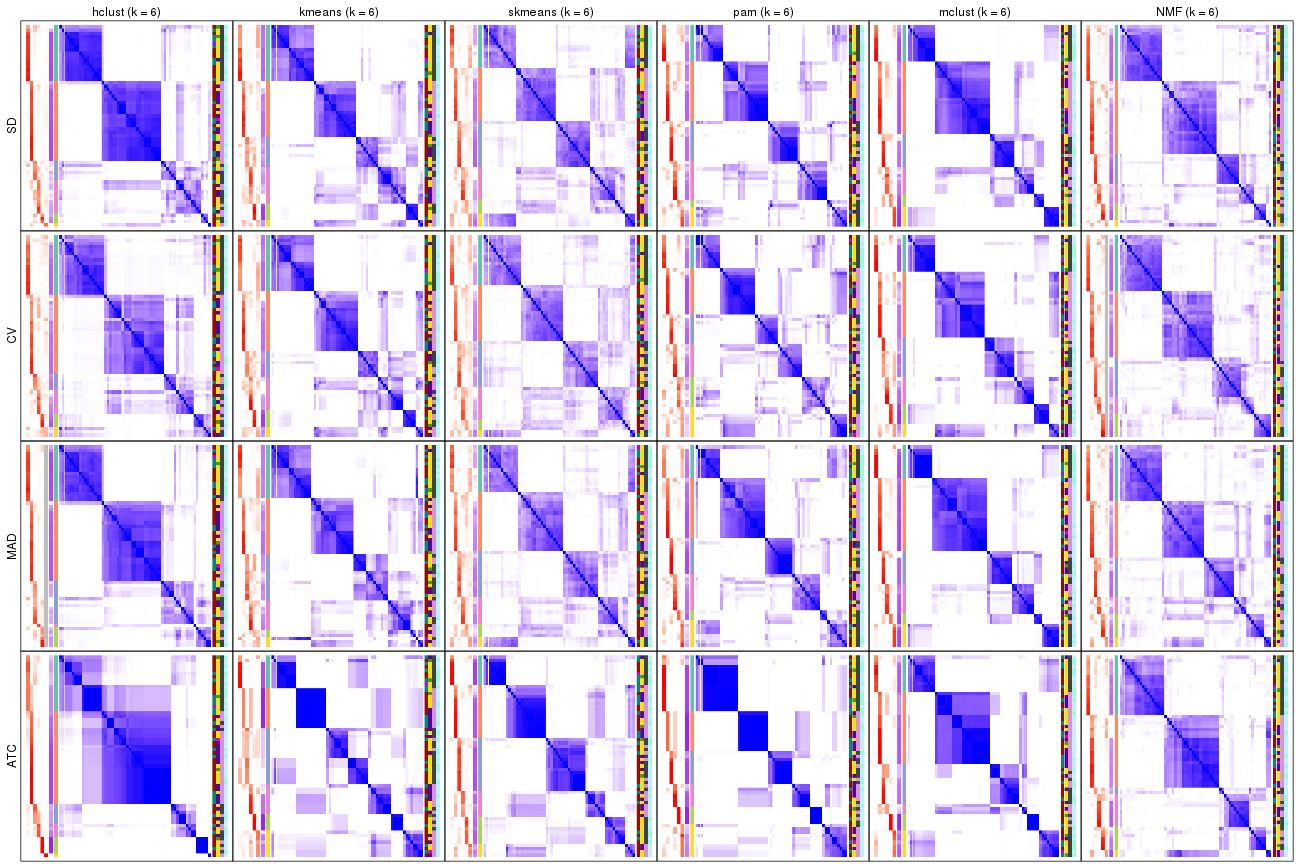 hclust (k = 6) kmeans (k = 6) skmeans (k = 6) pam (k = 6) mclust (k = 6) NMF (k = 6)
SD
CV
MAD
ATC